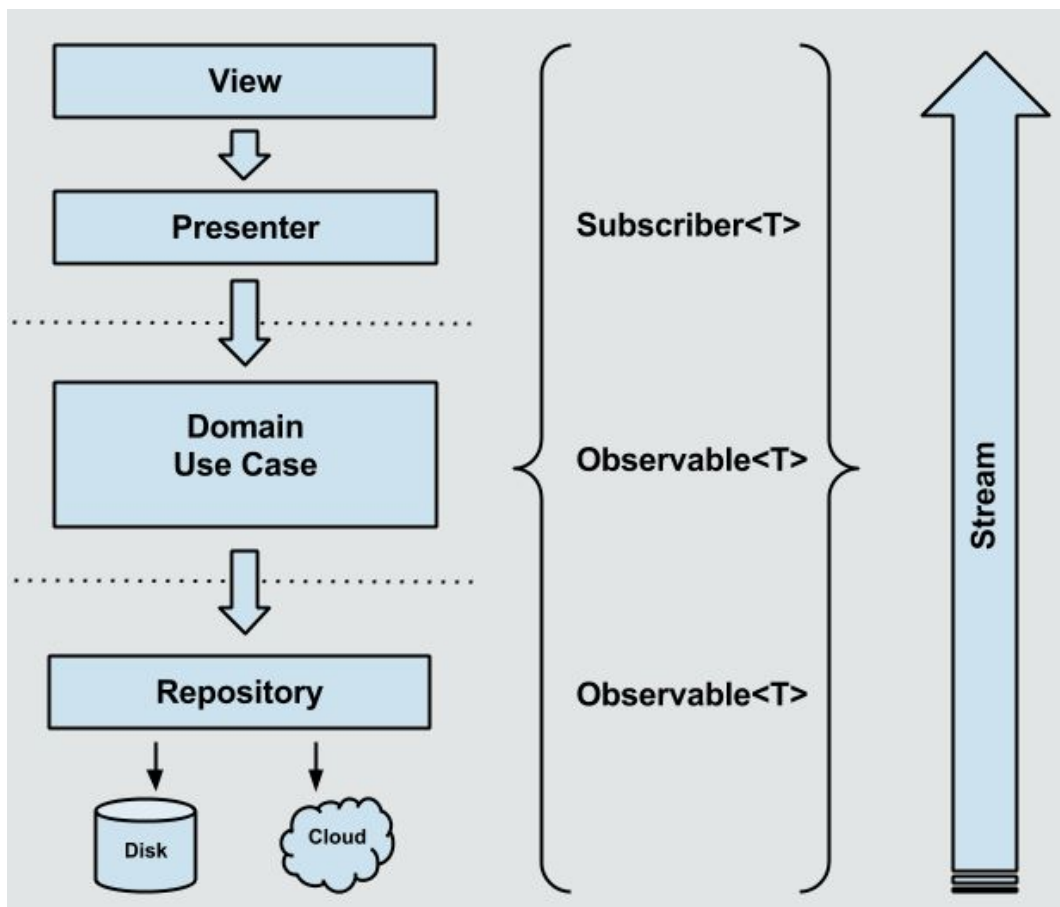 View
Presenter
Subscriber<T>
Domain
Use Case
Observable<T>
Stream
Repository
Observable<T>
Disk
Cloud